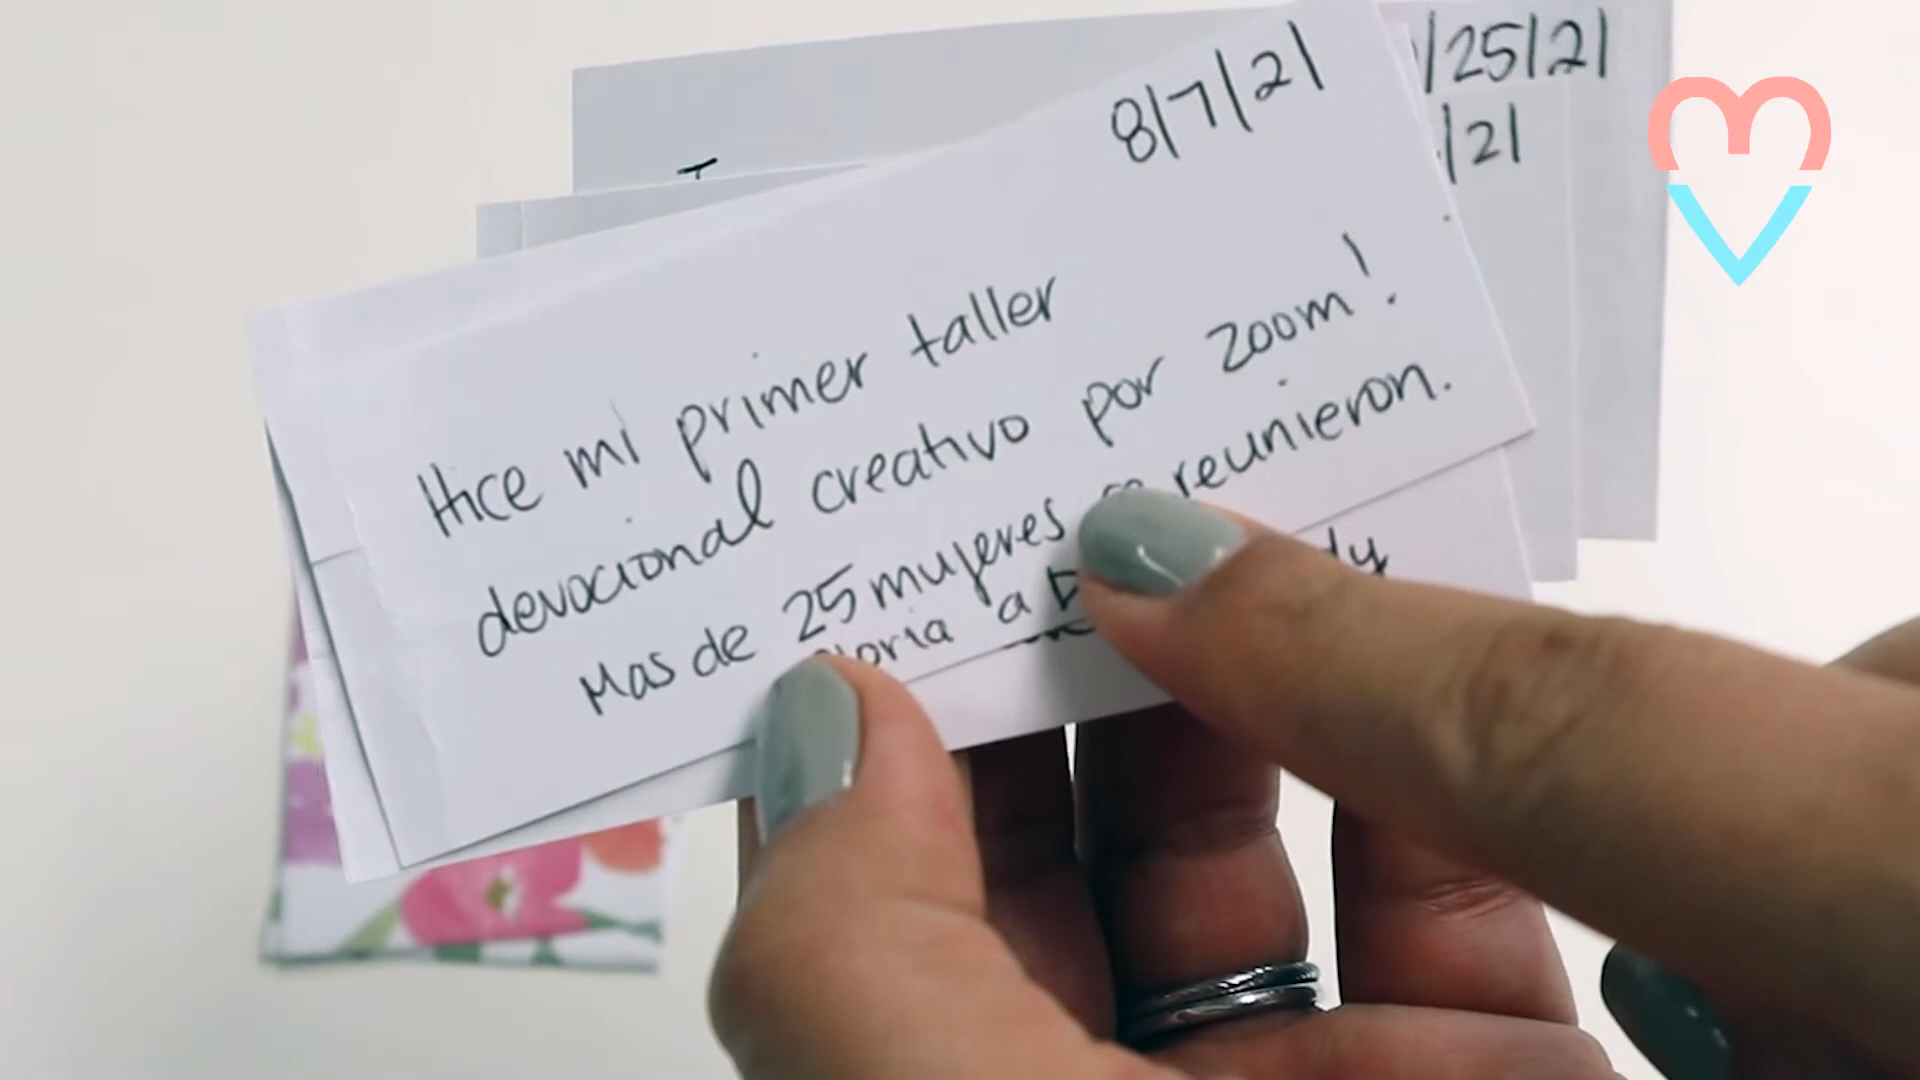 /25/21
/21
8/7/21
Hice mi primer taller
devocional creativo por Zoom!
Mas de 25 mujeres se reunieron.
Gloria a